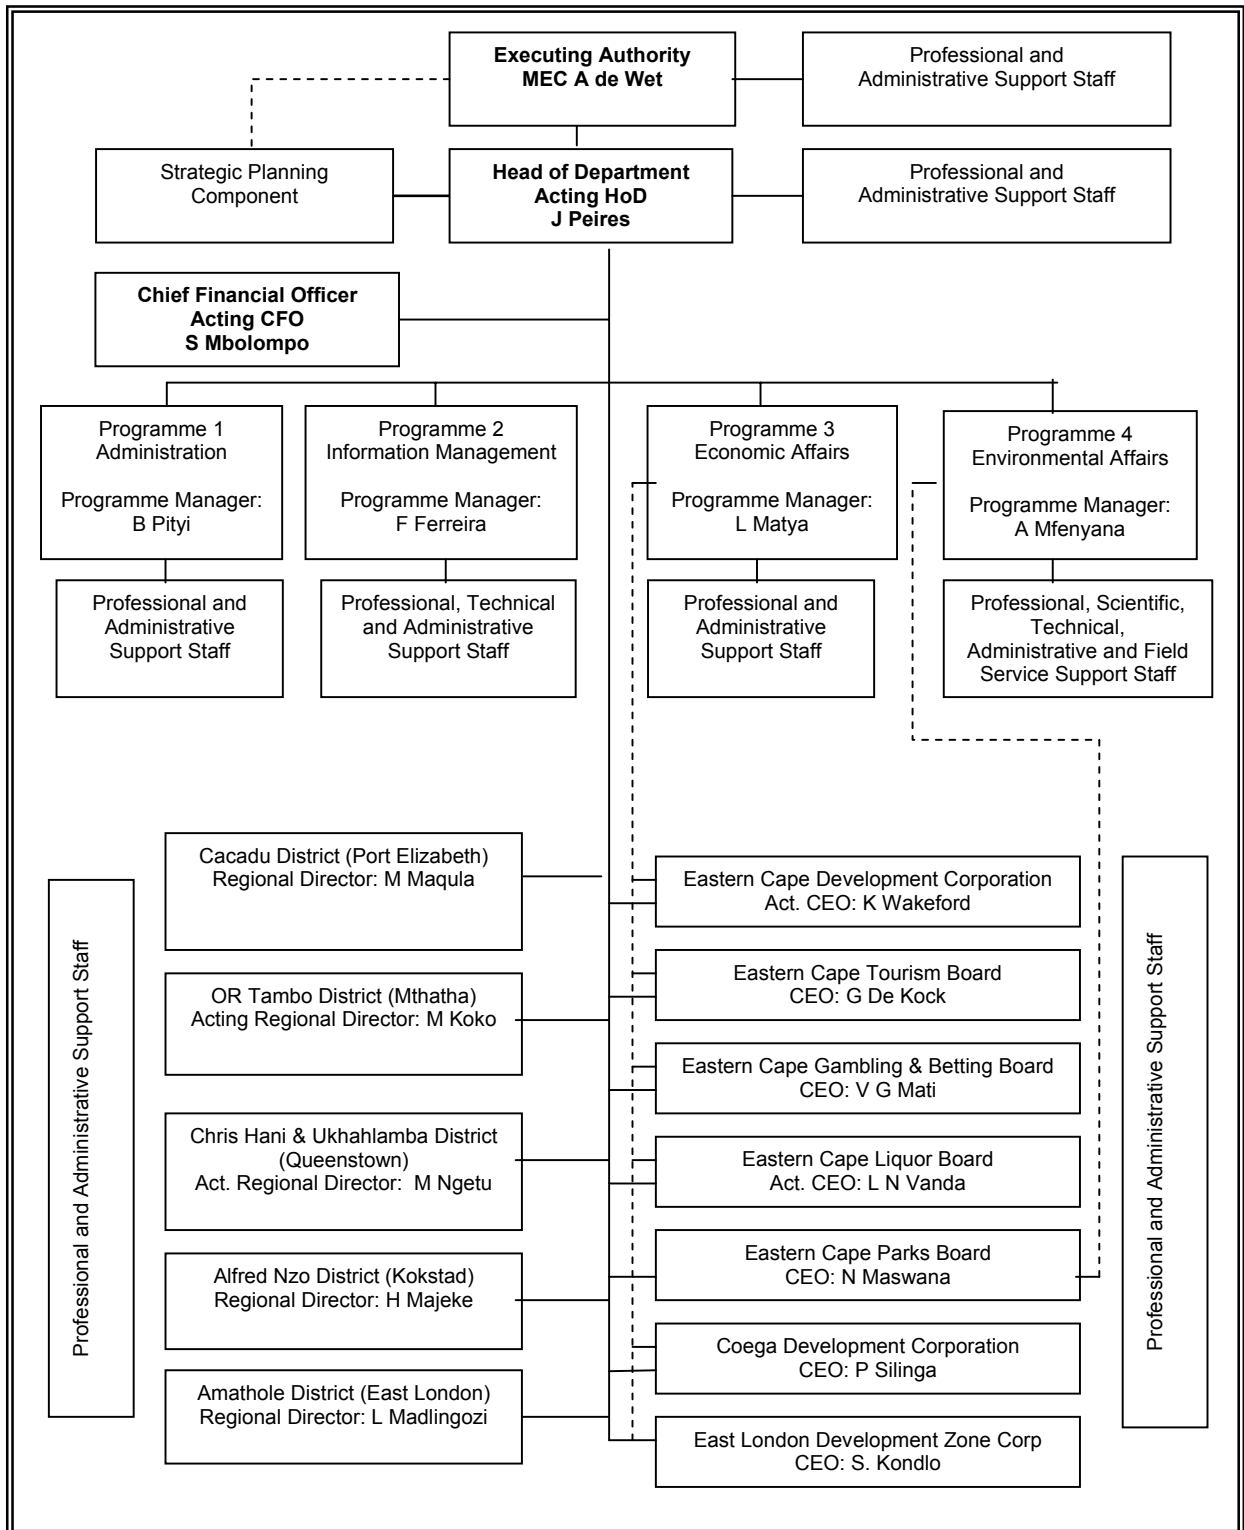 Executing Authority
MEC A de Wet
Professional and
Administrative Support Staff
Strategic Planning
Component
Head of Department
Acting HoD
J Peires
Professional and
Administrative Support Staff
Chief Financial Officer
Acting CFO
S Mbolompo
Programme 1
Administration
Programme Manager:
B Pityi
Programme 2
Information Management
Programme Manager:
F Ferreira
Programme 3
Economic Affairs
Programme Manager:
L Matya
Programme 4
Environmental Affairs
Programme Manager:
A Mfenyana
Professional and
Administrative
Support Staff
Professional, Technical
and Administrative
Support Staff
Professional and
Administrative
Support Staff
Professional, Scientific,
Technical,
Administrative and Field
Service Support Staff
Professional and Administrative Support Staff
Cacadu District (Port Elizabeth)
Regional Director: M Maqula
OR Tambo District (Mthatha)
Acting Regional Director: M Koko
Chris Hani & Ukhahlamba District
(Queenstown)
Act. Regional Director:  M Ngetu
Alfred Nzo District (Kokstad)
Regional Director: H Majeke
Amathole District (East London)
Regional Director: L Madlingozi
Eastern Cape Development Corporation
Act. CEO: K Wakeford
Eastern Cape Tourism Board
CEO: G De Kock
Eastern Cape Gambling & Betting Board
CEO: V G Mati
Eastern Cape Liquor Board
Act. CEO: L N Vanda
Eastern Cape Parks Board
CEO: N Maswana
Coega Development Corporation
CEO: P Silinga
East London Development Zone Corp
CEO: S. Kondlo
Professional and Administrative Support Staff